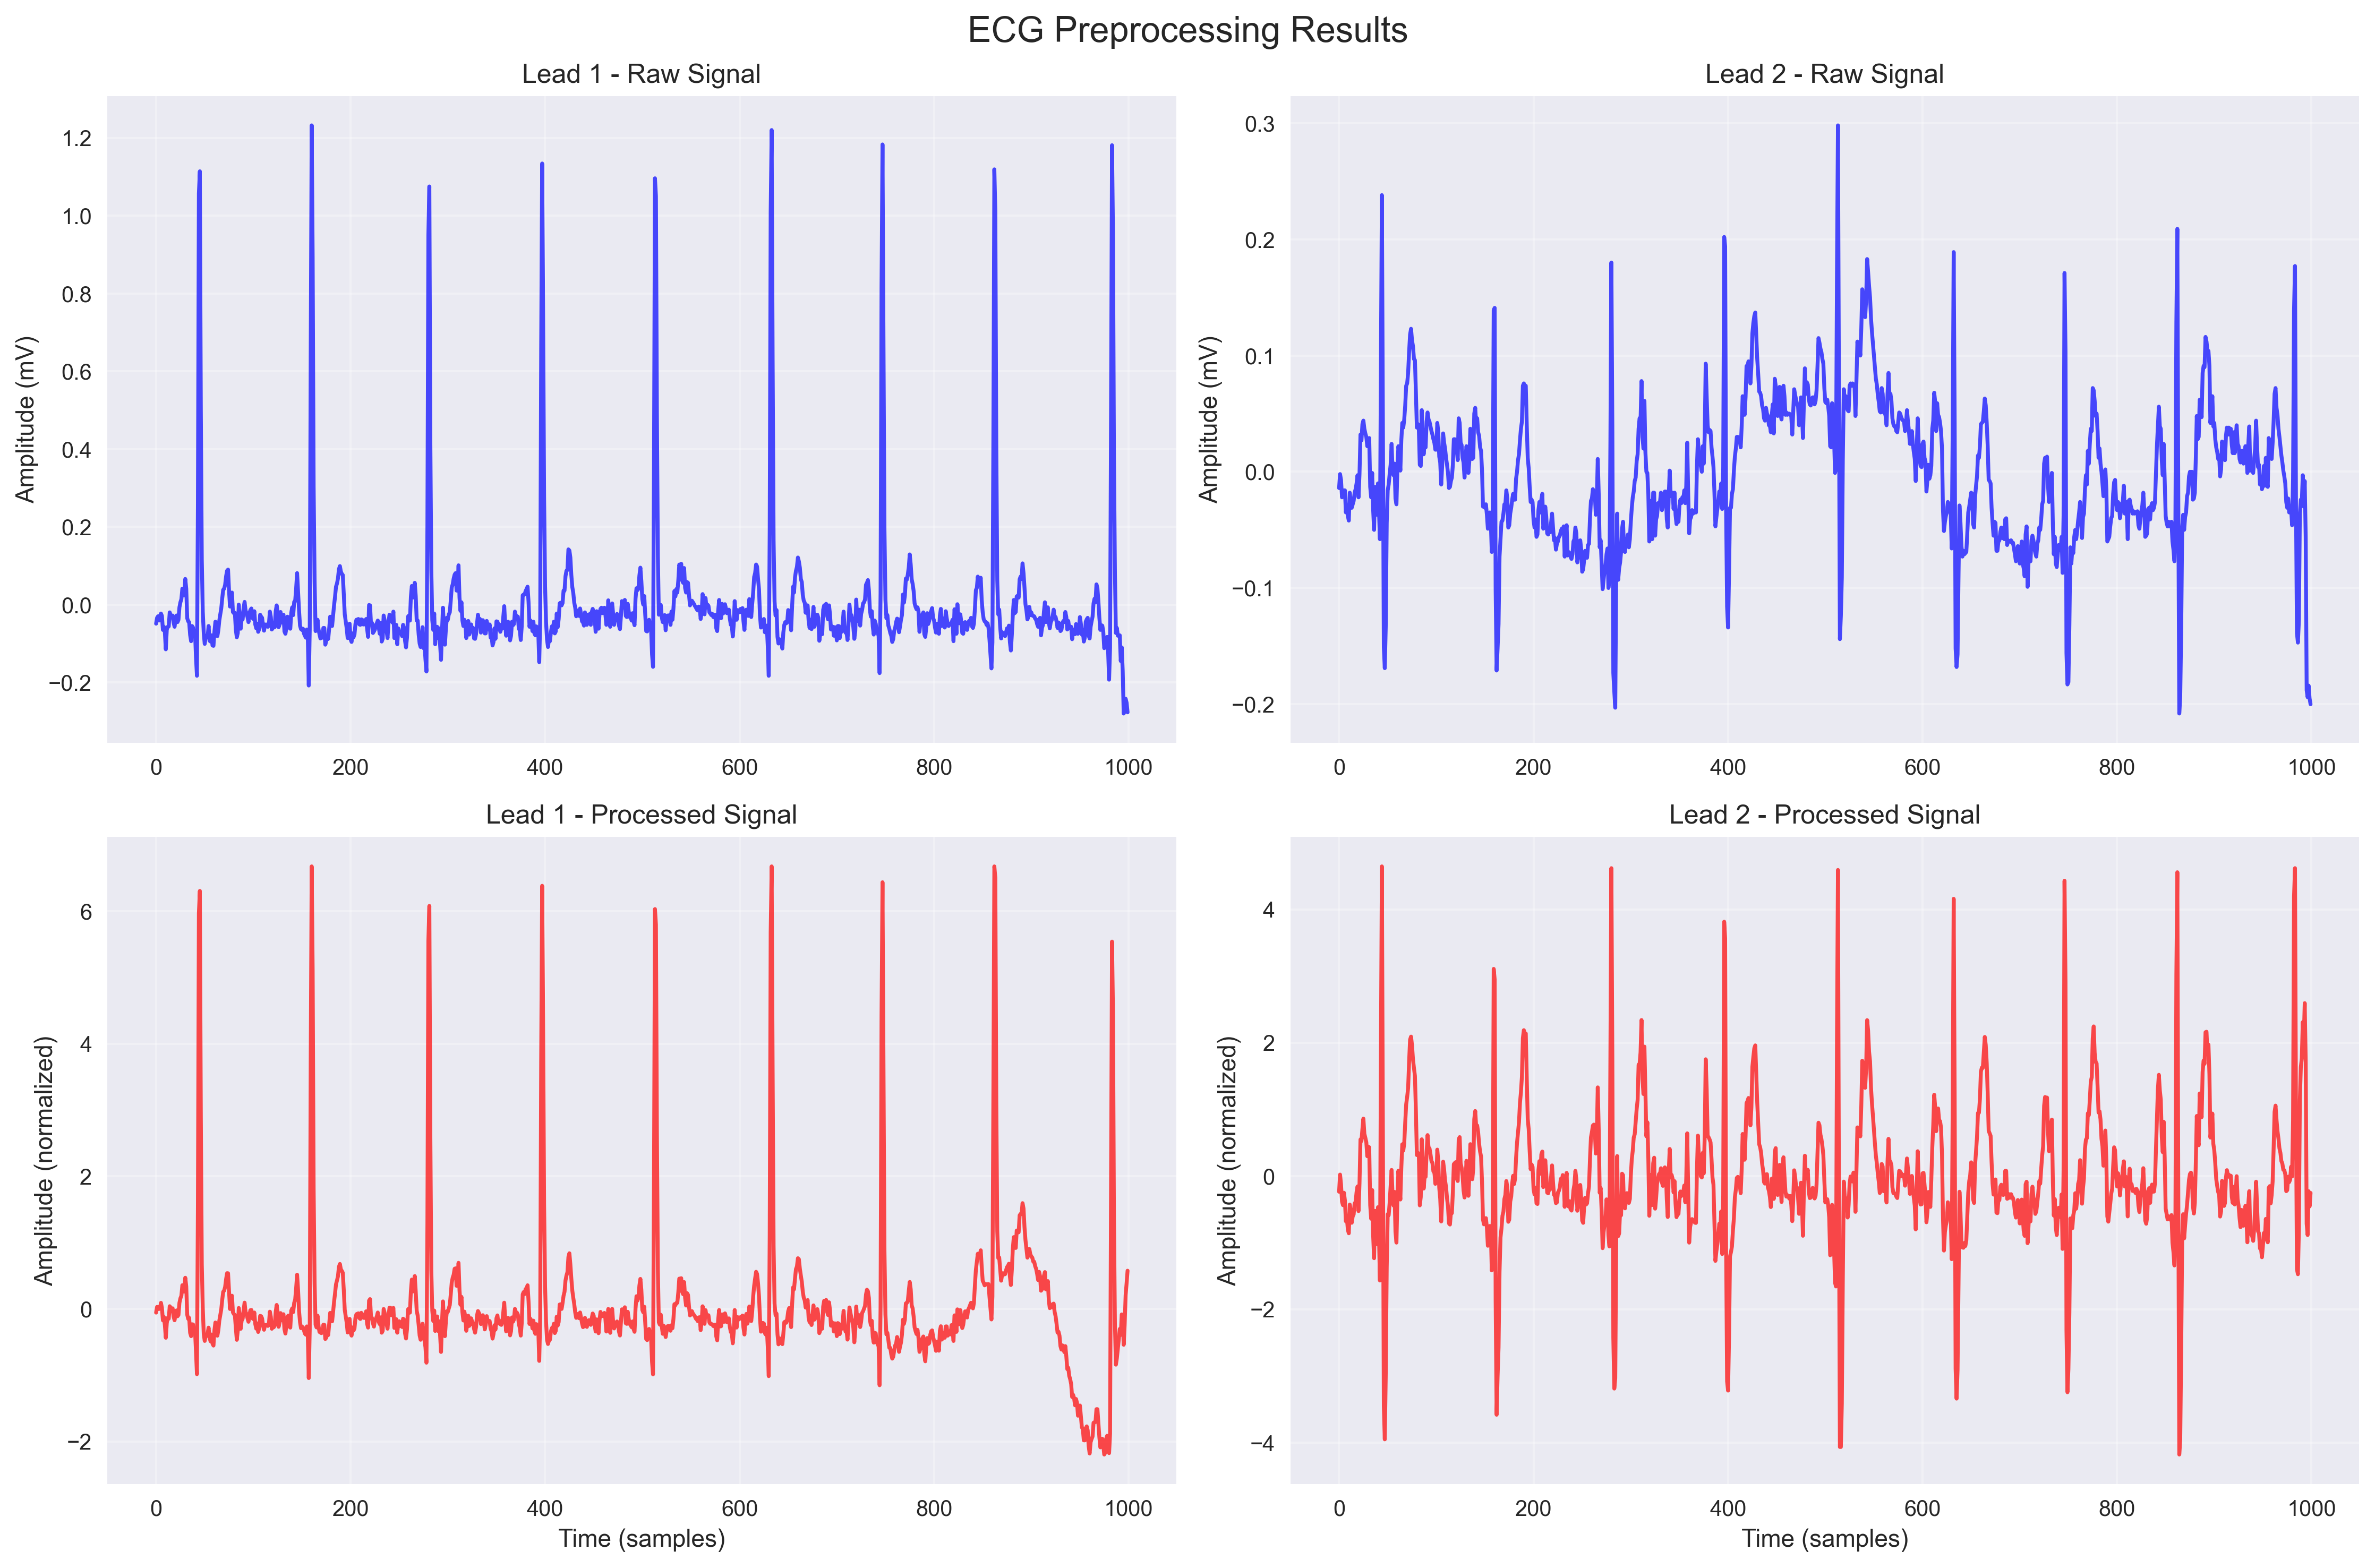 ECG Preprocessing Results
Lead 1 - Raw Signal
Amplitude (mV)
1.2
1.0
0.8
0.6
0.4
0.2
0.0
−0.2
0 200 400 600 800 1000
Lead 2 - Raw Signal
Amplitude (mV)
0.3
0.2
0.1
0.0
−0.1
−0.2
0 200 400 600 800 1000
Lead 1 - Processed Signal
Amplitude (normalized)
6
4
2
0
−2
0 200 400 600 800 1000
Time (samples)
Lead 2 - Processed Signal
Amplitude (normalized)
4
2
0
−2
−4
0 200 400 600 800 1000
Time (samples)